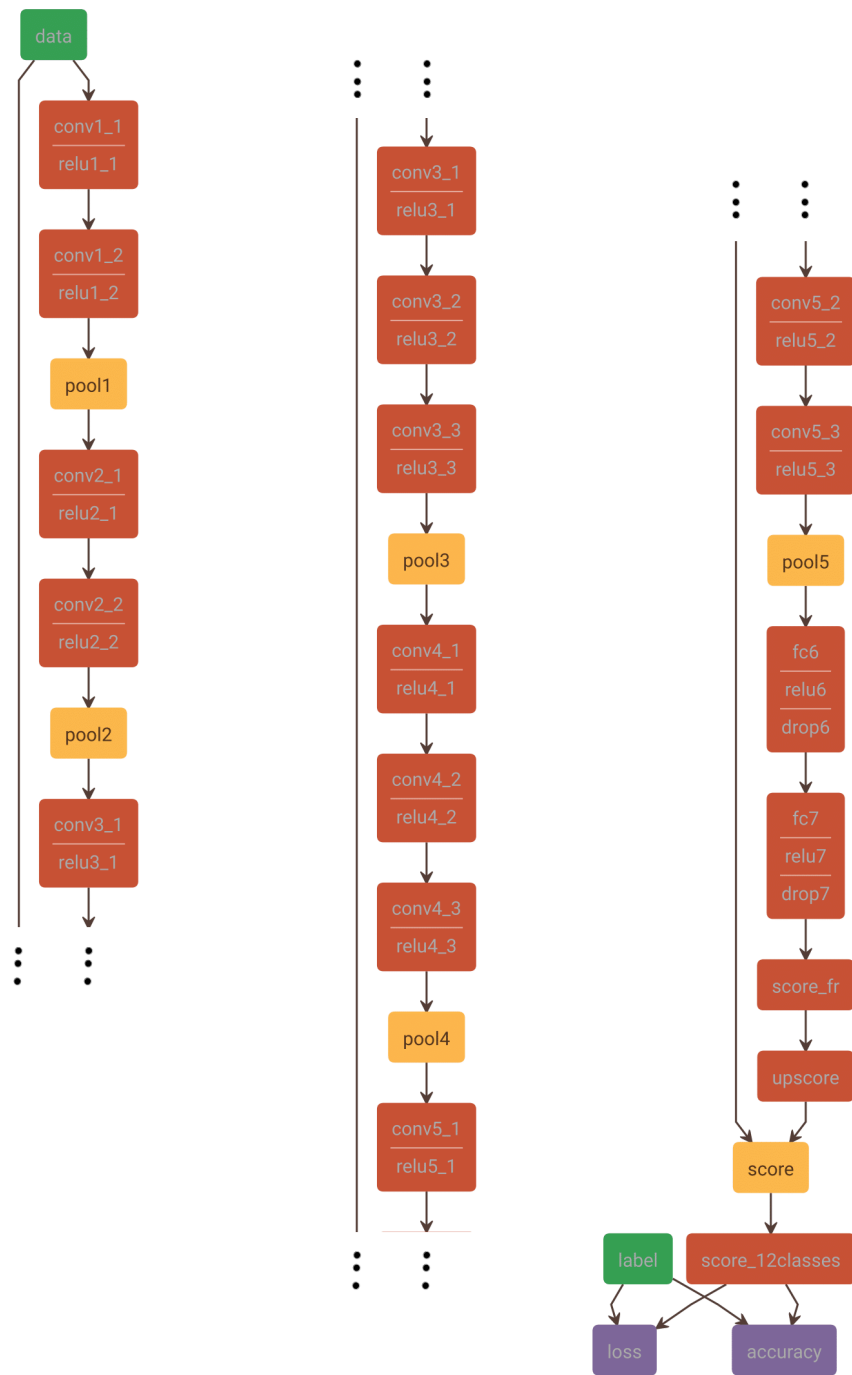 data
conv1_1
relu1_1
conv1_2
relu1_2
pool1
conv2_1
relu2_1
conv2_2
relu2_2
pool2
conv3_1
relu3_1
conv3_1
relu3_1
conv3_2
relu3_2
conv3_3
relu3_3
pool3
conv4_1
relu4_1
conv4_2
relu4_2
conv4_3
relu4_3
pool4
conv5_1
relu5_1
conv5_2
relu5_2
conv5_3
relu5_3
pool5
fc6
relu6
drop6
fc7
relu7
drop7
score_fr
upscore
score
label
score_12classes
loss
accuracy